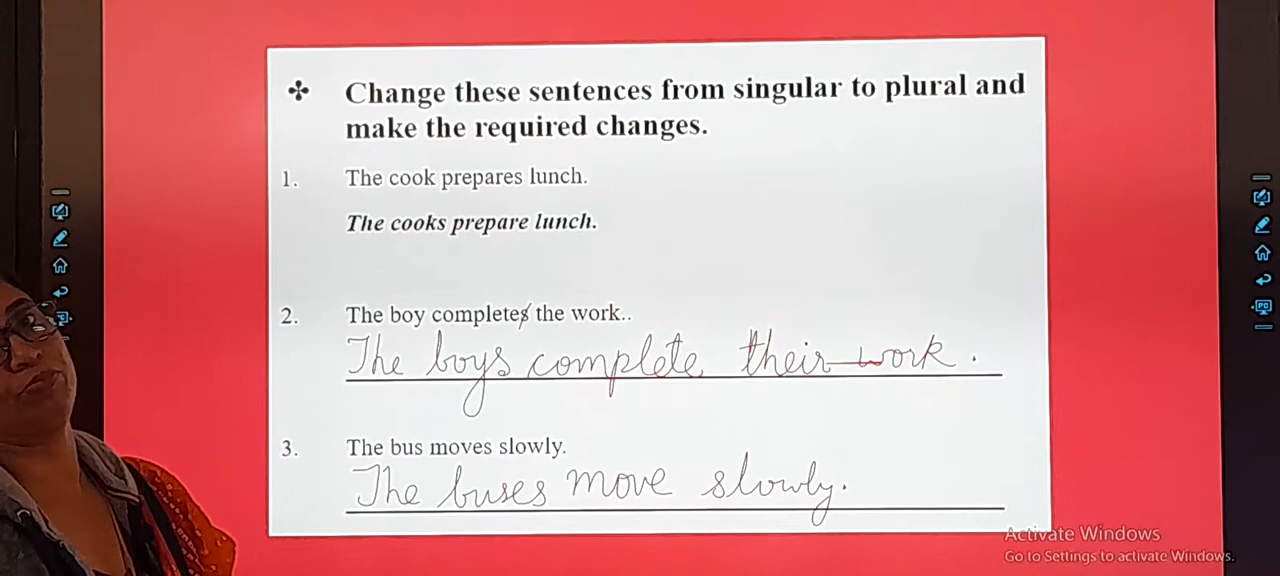 Change these sentences from singular to plural and
make the required changes.
1. The cook prepares lunch.
The cooks prepare lunch.
2. The boy completes the work..
The boys complete their work.
3. The bus moves slowly.
The buses move slowly.
Activate Windows
Go to Settings to activate Windows.